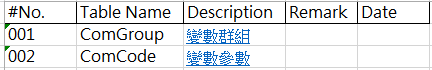 #No. Table Name Description Remark Date
001 ComGroup 變數群組
002 ComCode 變數參數